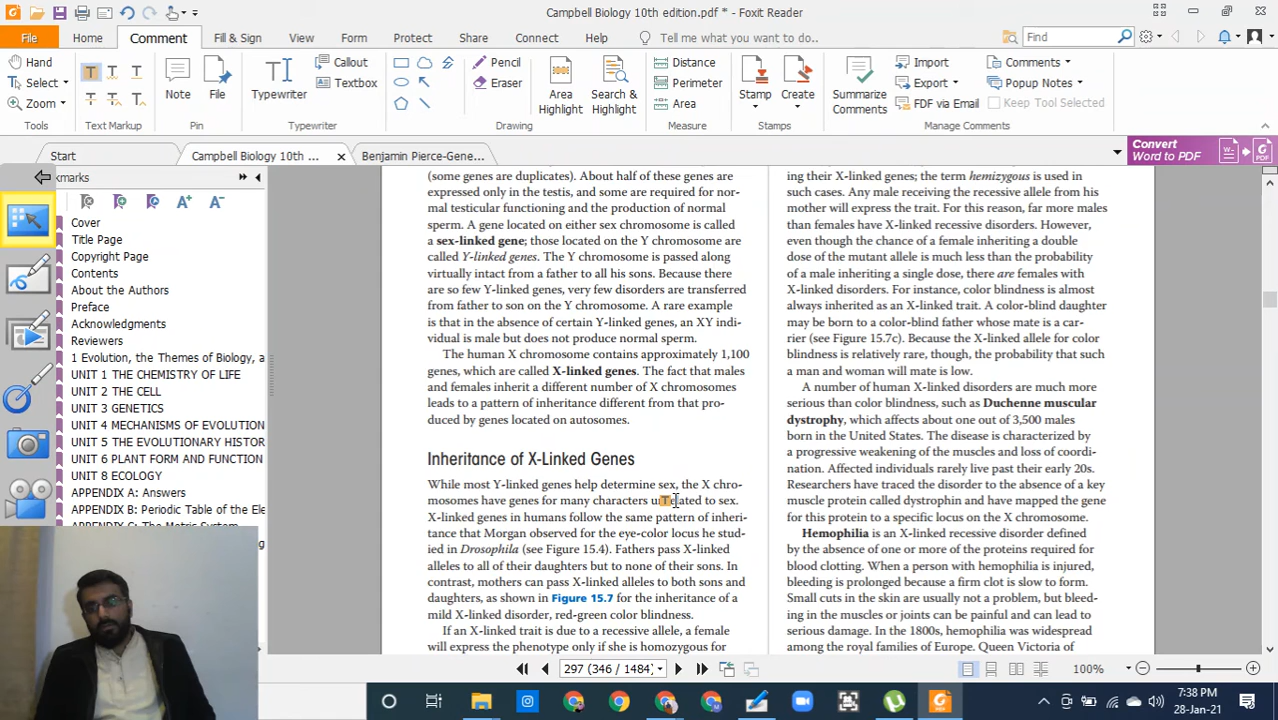 Campbell Biology 10th edition.pdf * - Foxit Reader
File Home Comment Fill & Sign View Form Protect Share Connect Help Tell me what you want to do.. Find
Hand
Select
Zoom
Tools
Text Markup
Note
File
Pin
Typewriter
Callout
Textbox
Typewriter
Pencil
Eraser
Drawing
Area Highlight
Search & Highlight
Distance
Perimeter
Area
Measure
Stamp
Create
Stamps
Summarize Comments
Import
Export
FDF via Email
Comments
Popup Notes
Keep Tool Selected
Manage Comments
Start
Campbell Biology 10th ...
Benjamin Pierce-Gene...
Convert
Word to PDF
kmarks
Cover
Title Page
Copyright Page
Contents
About the Authors
Preface
Acknowledgments
Reviewers
1 Evolution, the Themes of Biology, a
UNIT 1 THE CHEMISTRY OF LIFE
UNIT 2 THE CELL
UNIT 3 GENETICS
UNIT 4 MECHANISMS OF EVOLUTION
UNIT 5 THE EVOLUTIONARY HISTOR
UNIT 6 PLANT FORM AND FUNCTION
UNIT 8 ECOLOGY
APPENDIX A: Answers
APPENDIX B: Periodic Table of the Ele
(some genes are duplicates). About half of these genes are
expressed only in the testis, and some are required for nor-
mal testicular functioning and the production of normal
sperm. A gene located on either sex chromosome is called
a sex-linked gene; those located on the Y chromosome are
called Y-linked genes. The Y chromosome is passed along
virtually intact from a father to all his sons. Because there
are so few Y-linked genes, very few disorders are transferred
from father to son on the Y chromosome. A rare example
is that in the absence of certain Y-linked genes, an XY indi-
vidual is male but does not produce normal sperm.
The human X chromosome contains approximately 1,100
genes, which are called X-linked genes. The fact that males
and females inherit a different number of X chromosomes
leads to a pattern of inheritance different from that pro-
duced by genes located on autosomes.
Inheritance of X-Linked Genes
While most Y-linked genes help determine sex, the X chro-
mosomes have genes for many characters unrelated to sex.
X-linked genes in humans follow the same pattern of inheri-
tance that Morgan observed for the eye-color locus he stud-
ied in Drosophila (see Figure 15.4). Fathers pass X-linked
alleles to all of their daughters but to none of their sons. In
contrast, mothers can pass X-linked alleles to both sons and
daughters, as shown in Figure 15.7 for the inheritance of a
mild X-linked disorder, red-green color blindness.
If an X-linked trait is due to a recessive allele, a female
will express the phenotype only if she is homozygous for
ing their X-linked genes; the term hemizygous is used in
such cases. Any male receiving the recessive allele from his
mother will express the trait. For this reason, far more males
than females have X-linked recessive disorders. However,
even though the chance of a female inheriting a double
dose of the mutant allele is much less than the probability
of a male inheriting a single dose, there are females with
X-linked disorders. For instance, color blindness is almost
always inherited as an X-linked trait. A color-blind daughter
may be born to a color-blind father whose mate is a car-
rier (see Figure 15.7c). Because the X-linked allele for color
blindness is relatively rare, though, the probability that such
a man and woman will mate is low.
A number of human X-linked disorders are much more
serious than color blindness, such as Duchenne muscular
dystrophy, which affects about one out of 3,500 males
born in the United States. The disease is characterized by
a progressive weakening of the muscles and loss of coordi-
nation. Affected individuals rarely live past their early 20s.
Researchers have traced the disorder to the absence of a key
muscle protein called dystrophin and have mapped the gene
for this protein to a specific locus on the X chromosome.
Hemophilia is an X-linked recessive disorder defined
by the absence of one or more of the proteins required for
blood clotting. When a person with hemophilia is injured,
bleeding is prolonged because a firm clot is slow to form.
Small cuts in the skin are usually not a problem, but bleed-
ing in the muscles or joints can be painful and can lead to
serious damage. In the 1800s, hemophilia was widespread
among the royal families of Europe. Queen Victoria of
297 (346 / 1484)
100%
7:38 PM
28-Jan-21